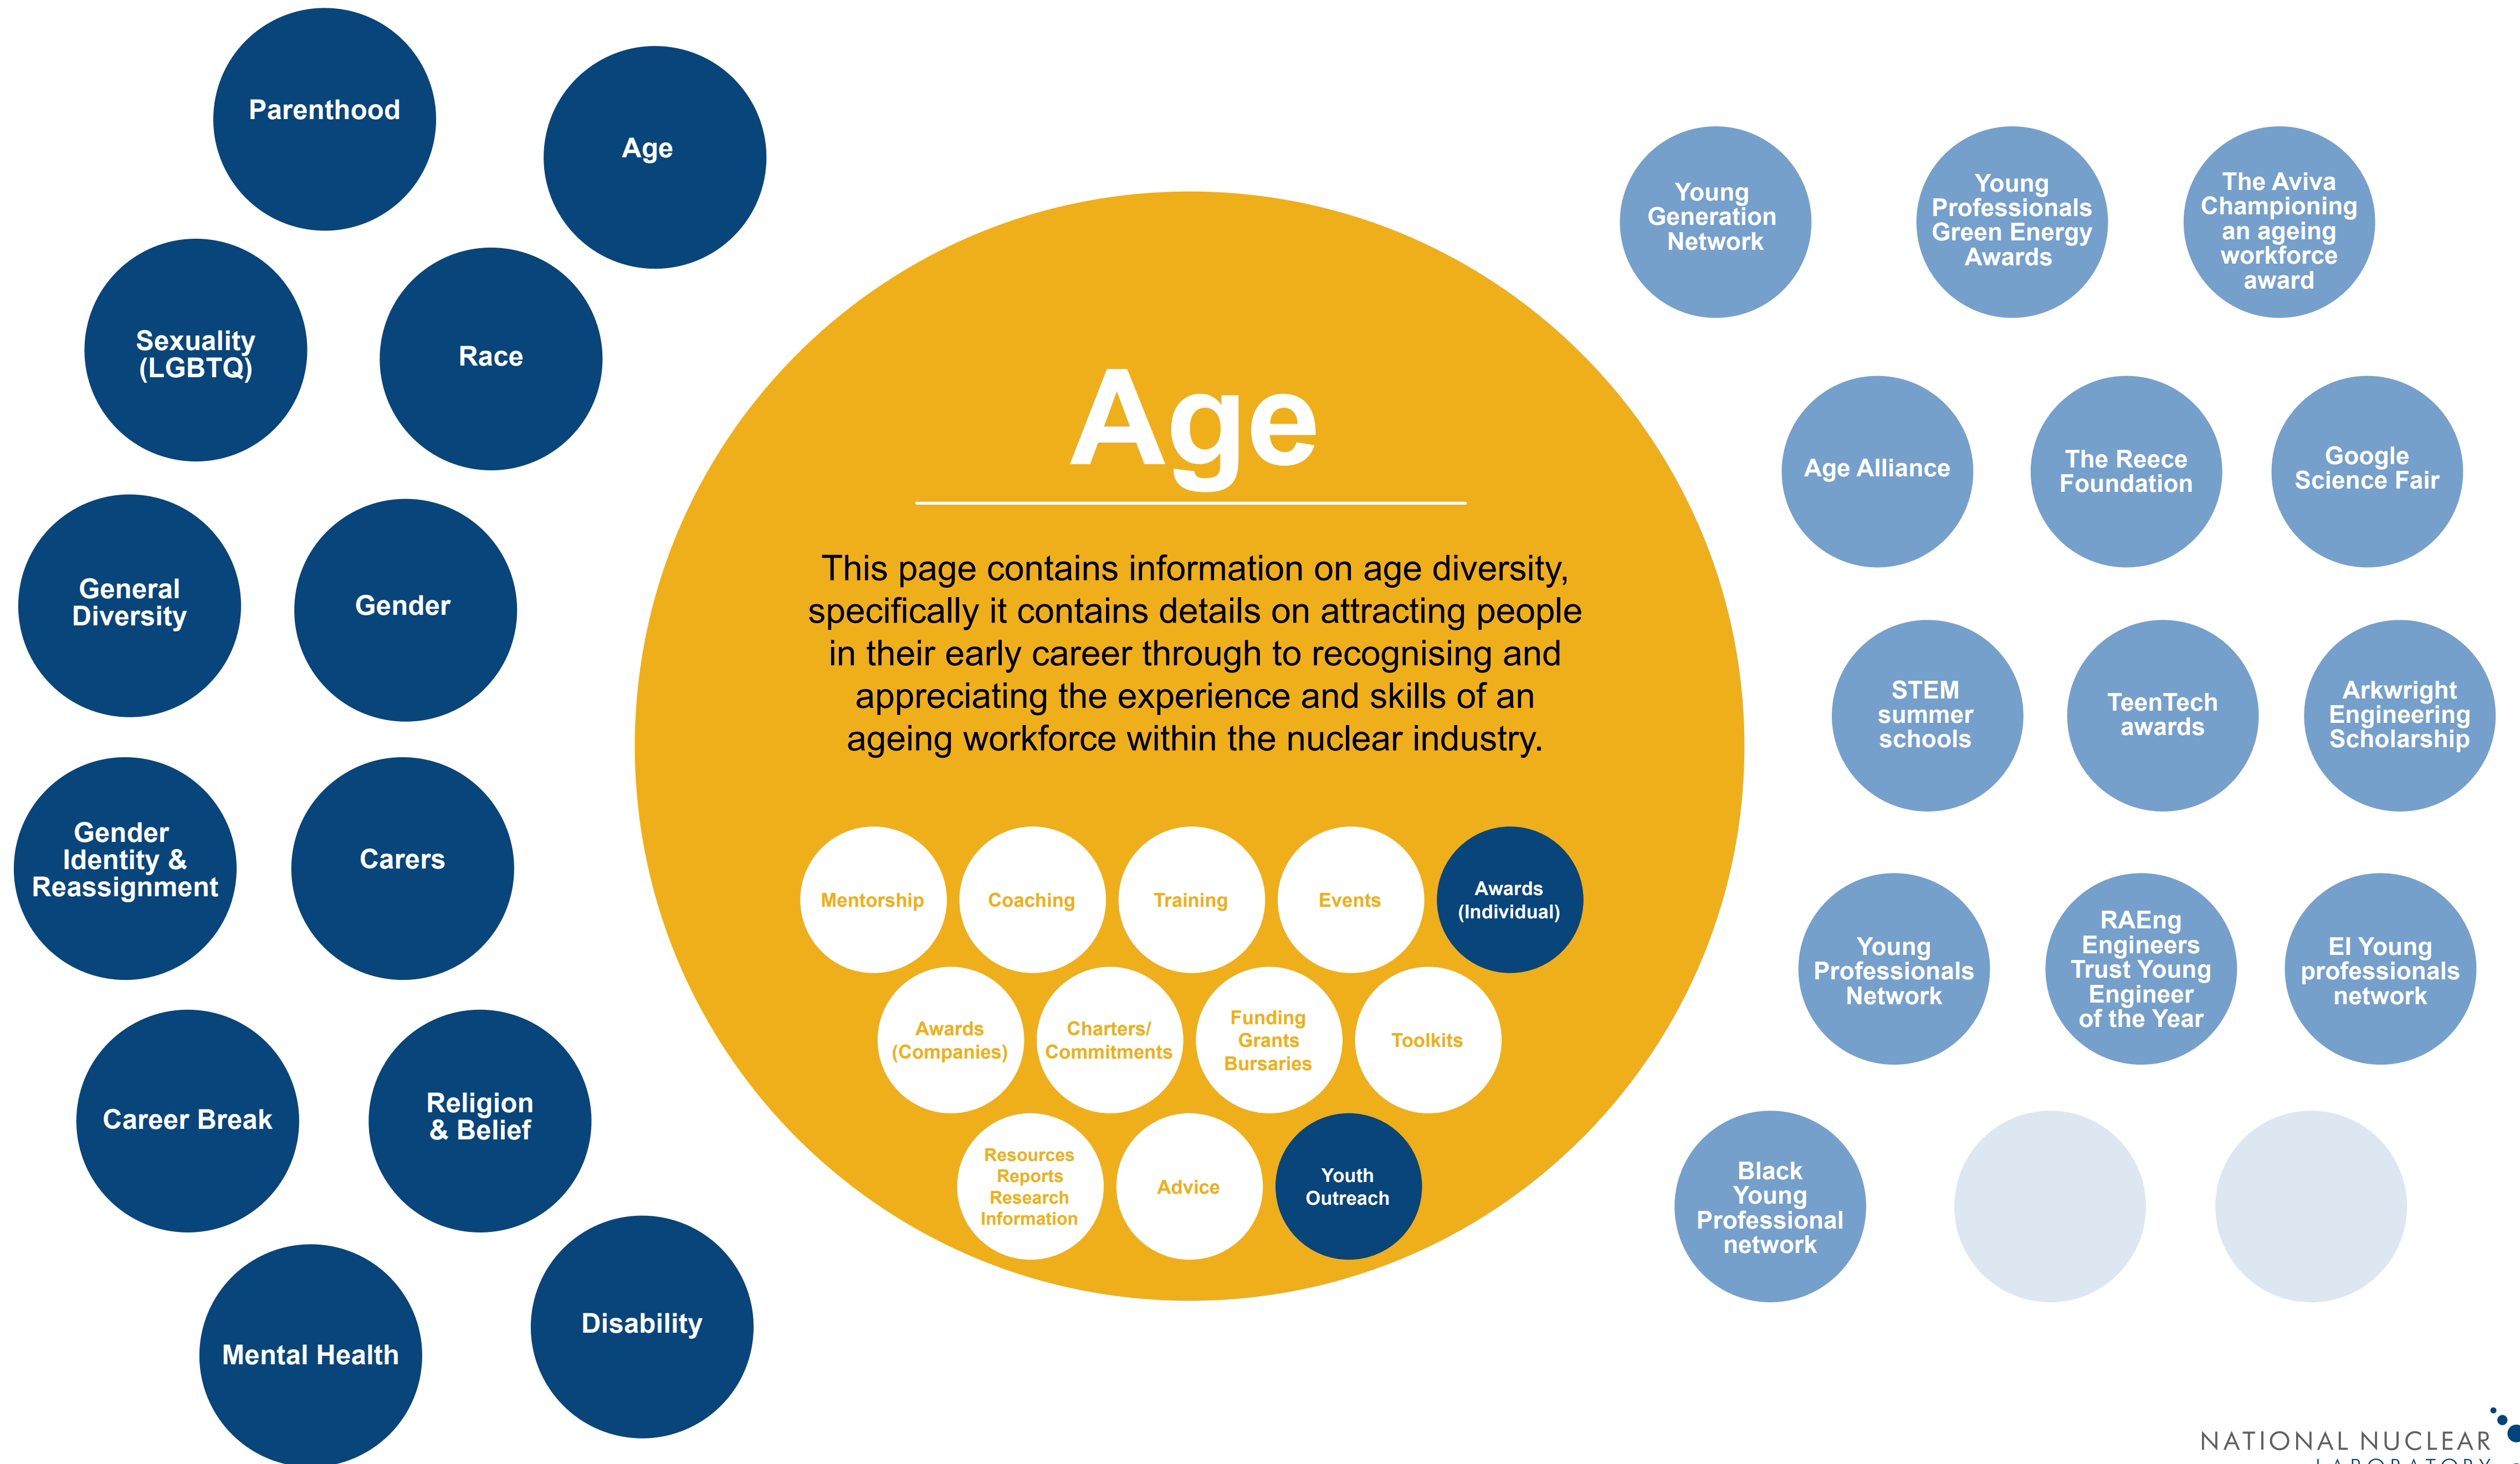 Parenthood
Age
Sexuality
(LGBTQ)
Race
General
Diversity
Gender
Gender
Identity &
Reassignment
Carers
Career Break
Religion
& Belief
Mental Health
Disability
Age
This page contains information on age diversity,
specifically it contains details on attracting people
in their early career through to recognising and
appreciating the experience and skills of an
ageing workforce within the nuclear industry.
Mentorship
Coaching
Training
Events
Awards
(Individual)
Awards
(Companies)
Charters/
Commitments
Funding
Grants
Bursaries
Toolkits
Resources
Reports
Research
Information
Advice
Youth
Outreach
Young
Generation
Network
Young
Professionals
Green Energy
Awards
The Aviva
Championing
an ageing
workforce
award
Age Alliance
The Reece
Foundation
Google
Science Fair
STEM
summer
schools
TeenTech
awards
Arkwright
Engineering
Scholarship
Young
Professionals
Network
RAEng
Engineers
Trust Young
Engineer
of the Year
EI Young
professionals
network
Black
Young
Professional
network
NATIONAL NUCLEAR
LABORATORY